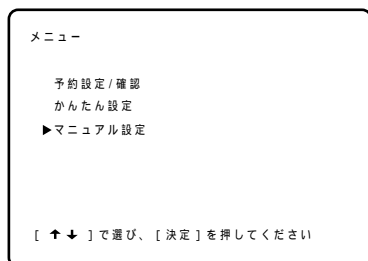 メニュー
予約設定/確認
かんたん設定
▶マニュアル設定
[ ↑↓ ]で選び、[決定]を押してください